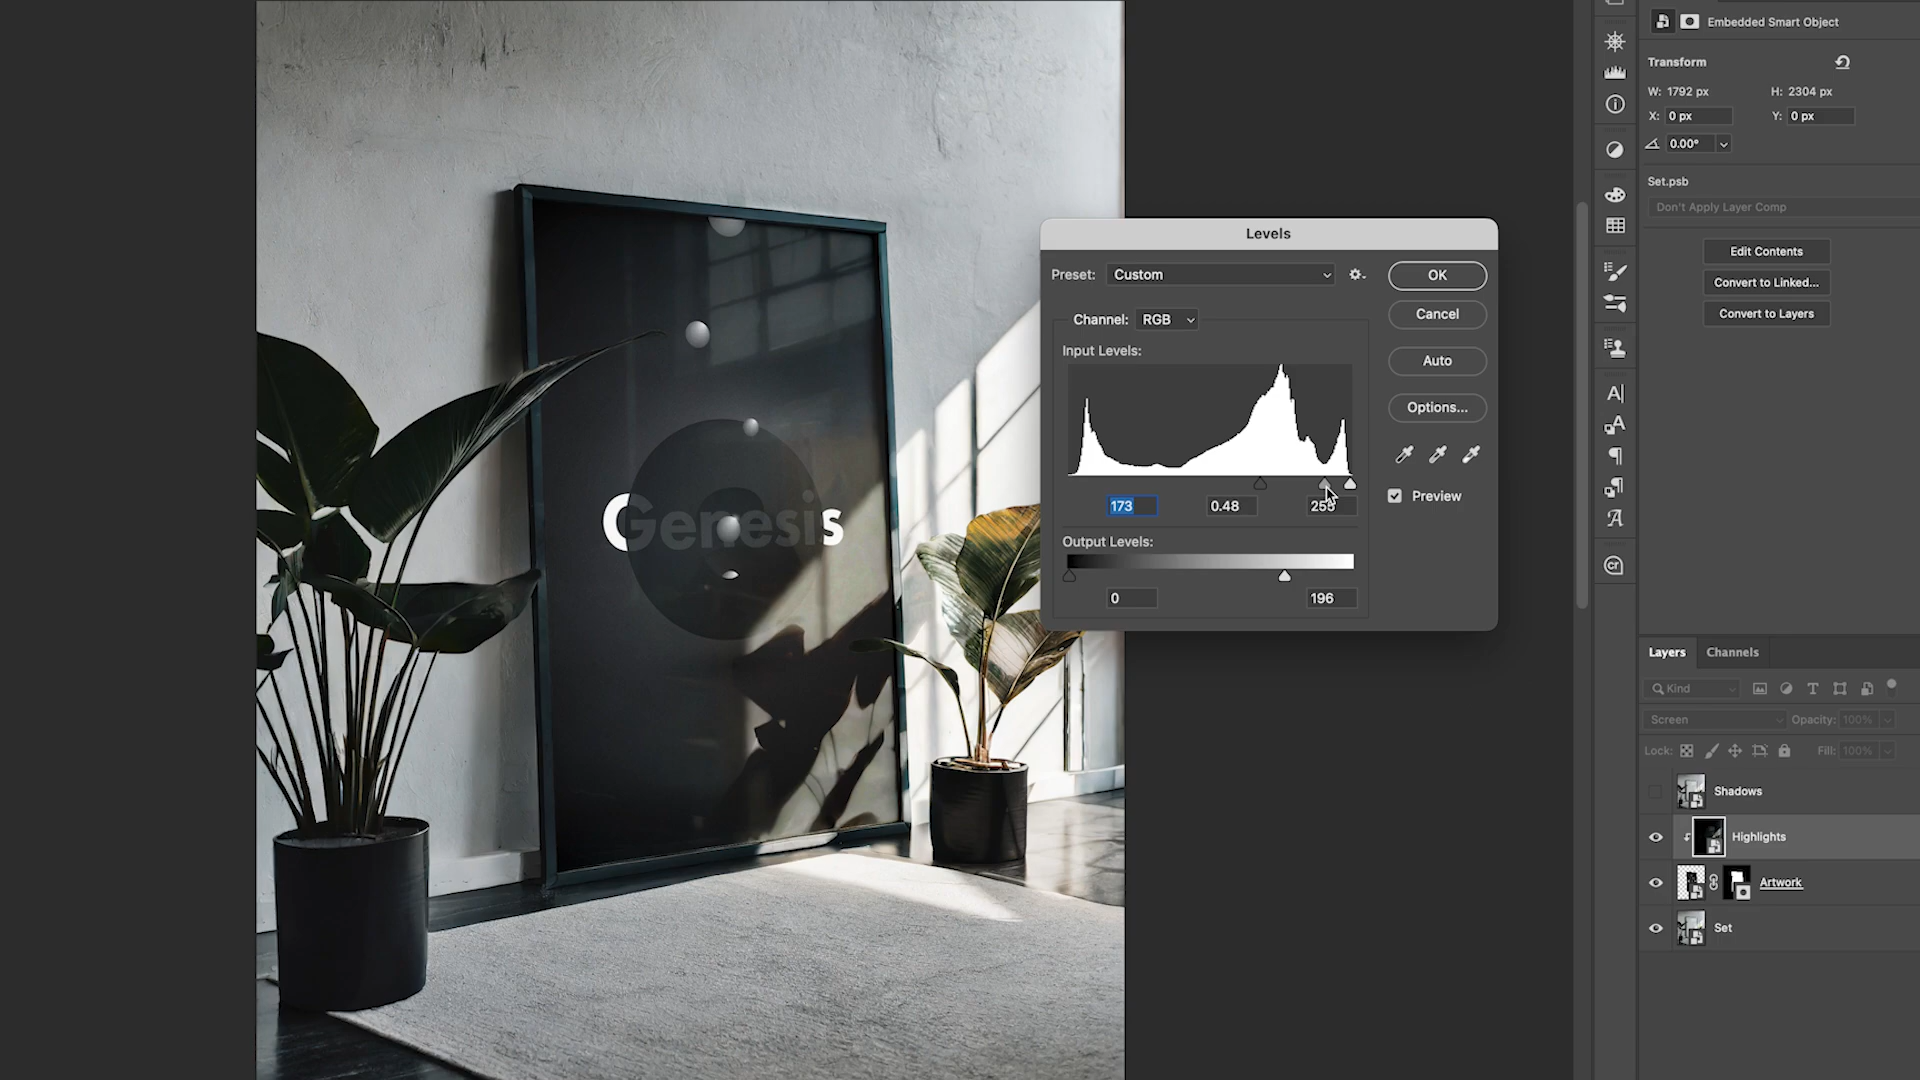 Embedded Smart Object
Transform
W: 1792 px H: 2304 px
X: 0 px Y: 0 px
0.00°
Set.psb
Don't Apply Layer Comp
Edit Contents
Convert to Linked...
Convert to Layers
Levels
Preset: Custom
OK
Channel: RGB
Cancel
Input Levels:
Auto
Options...
173 0.48 255
Preview
Output Levels:
0 196
Genesis
Layers Channels
Kind
Screen Opacity: 100%
Lock: Fill: 100%
Shadows
Highlights
Artwork
Set